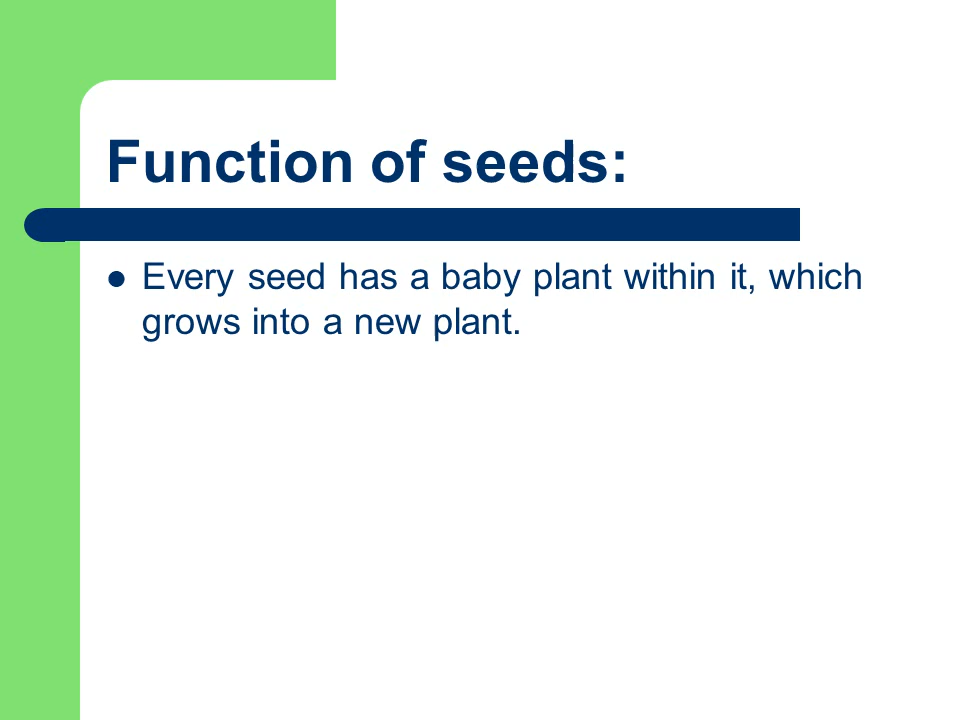 Function of seeds:
● Every seed has a baby plant within it, which
grows into a new plant.